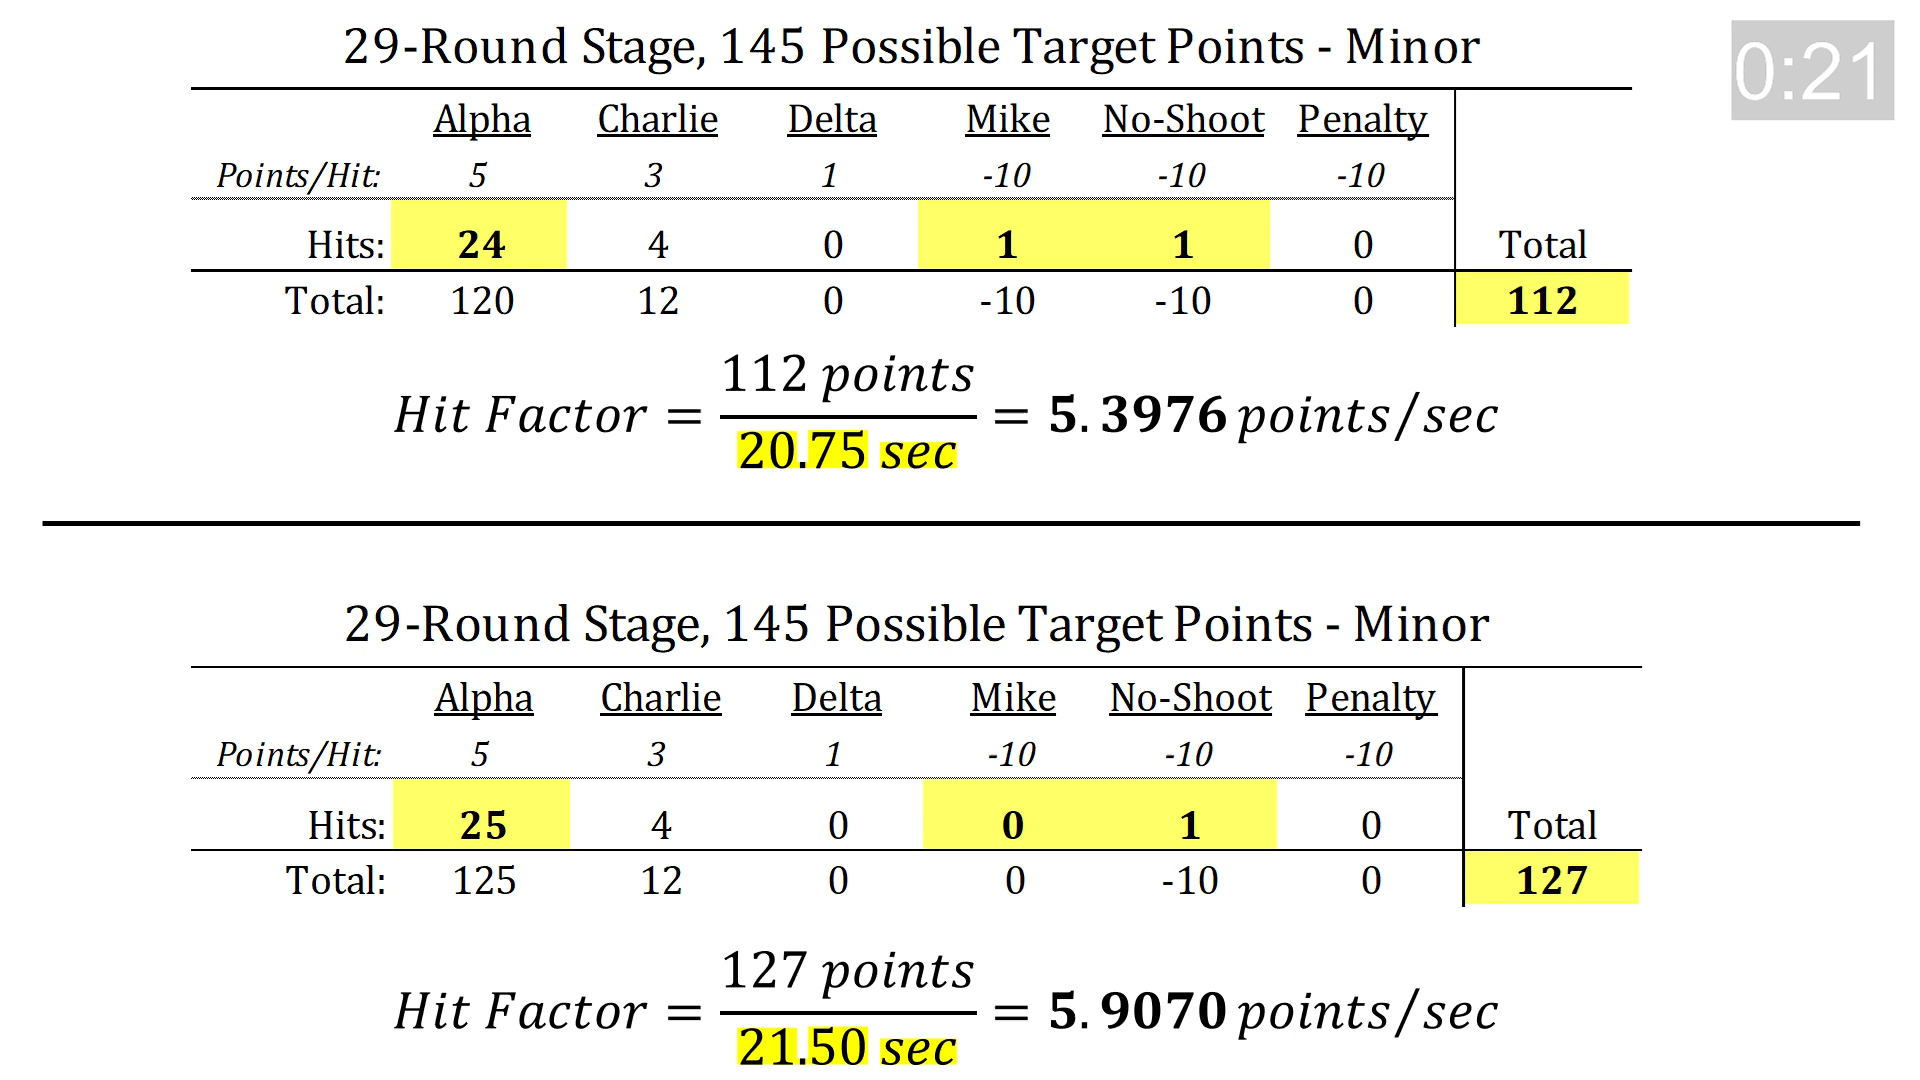 29-Round Stage, 145 Possible Target Points - Minor
0:21
Alpha Charlie Delta Mike No-Shoot Penalty
Points/Hit: 5 3 1 -10 -10 -10
Hits: 24 4 0 1 1 0 Total
Total: 120 12 0 -10 -10 0 112
Hit Factor = 112 points / 20.75 sec = 5.3976 points/sec
29-Round Stage, 145 Possible Target Points - Minor
Alpha Charlie Delta Mike No-Shoot Penalty
Points/Hit: 5 3 1 -10 -10 -10
Hits: 25 4 0 0 1 0 Total
Total: 125 12 0 0 -10 0 127
Hit Factor = 127 points / 21.50 sec = 5.9070 points/sec